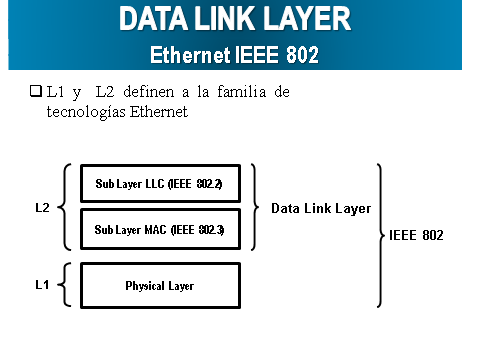 DATA LINK LAYER
Ethernet IEEE 802
L1 y L2 definen a la familia de
tecnologías Ethernet
L2
Sub Layer LLC (IEEE 802.2)
Sub Layer MAC (IEEE 802.3)
Data Link Layer
IEEE 802
L1
Physical Layer